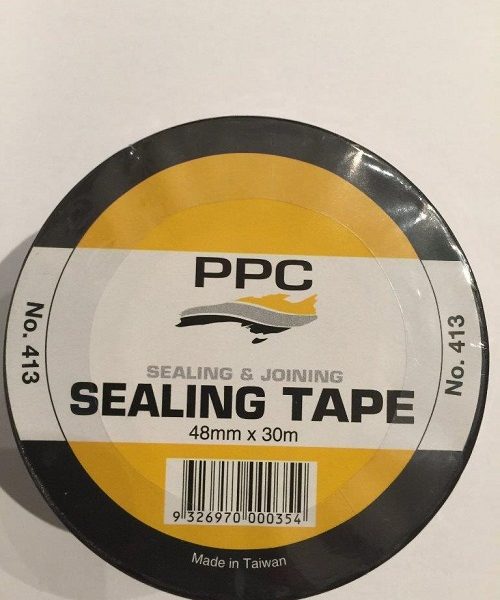 PPC
SEALING & JOINING
SEALING TAPE
48mm x 30m
No. 413
No. 413
9 326970 000354
Made in Taiwan